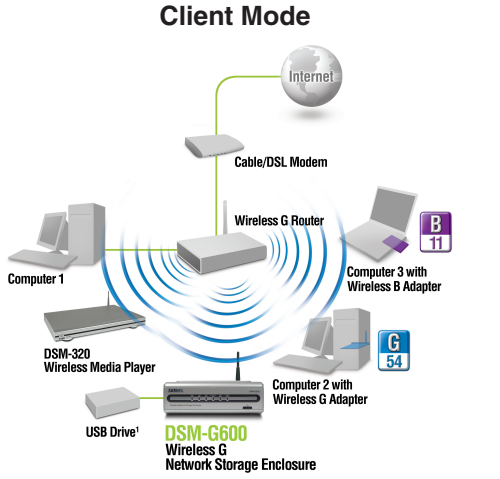 Client Mode
Internet
Cable/DSL Modem
Wireless G Router
B
11
Computer 1
Computer 3 with
Wireless B Adapter
G
54
DSM-320
Wireless Media Player
Computer 2 with
Wireless G Adapter
USB Drive¹
DSM-G600
Wireless G
Network Storage Enclosure